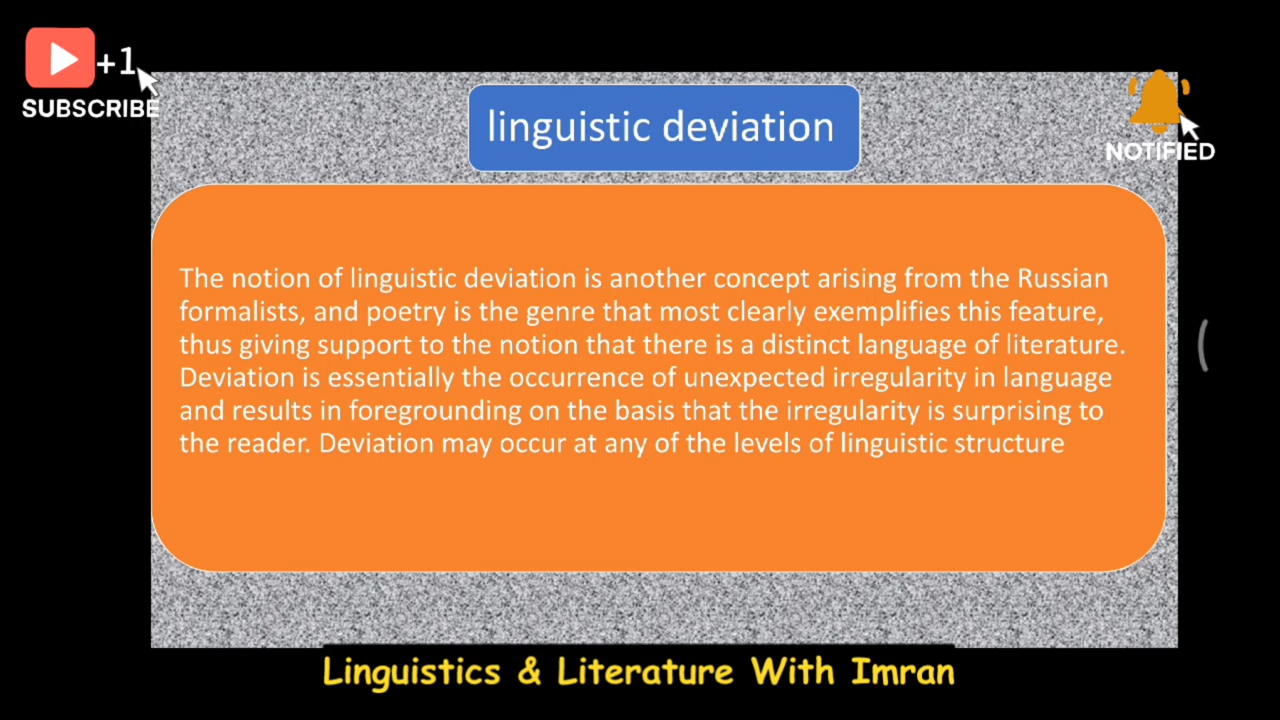 +1
SUBSCRIBE
linguistic deviation
NOTIFIED
The notion of linguistic deviation is another concept arising from the Russian
formalists, and poetry is the genre that most clearly exemplifies this feature,
thus giving support to the notion that there is a distinct language of literature.
Deviation is essentially the occurrence of unexpected irregularity in language
and results in foregrounding on the basis that the irregularity is surprising to
the reader. Deviation may occur at any of the levels of linguistic structure
Linguistics & Literature With Imran